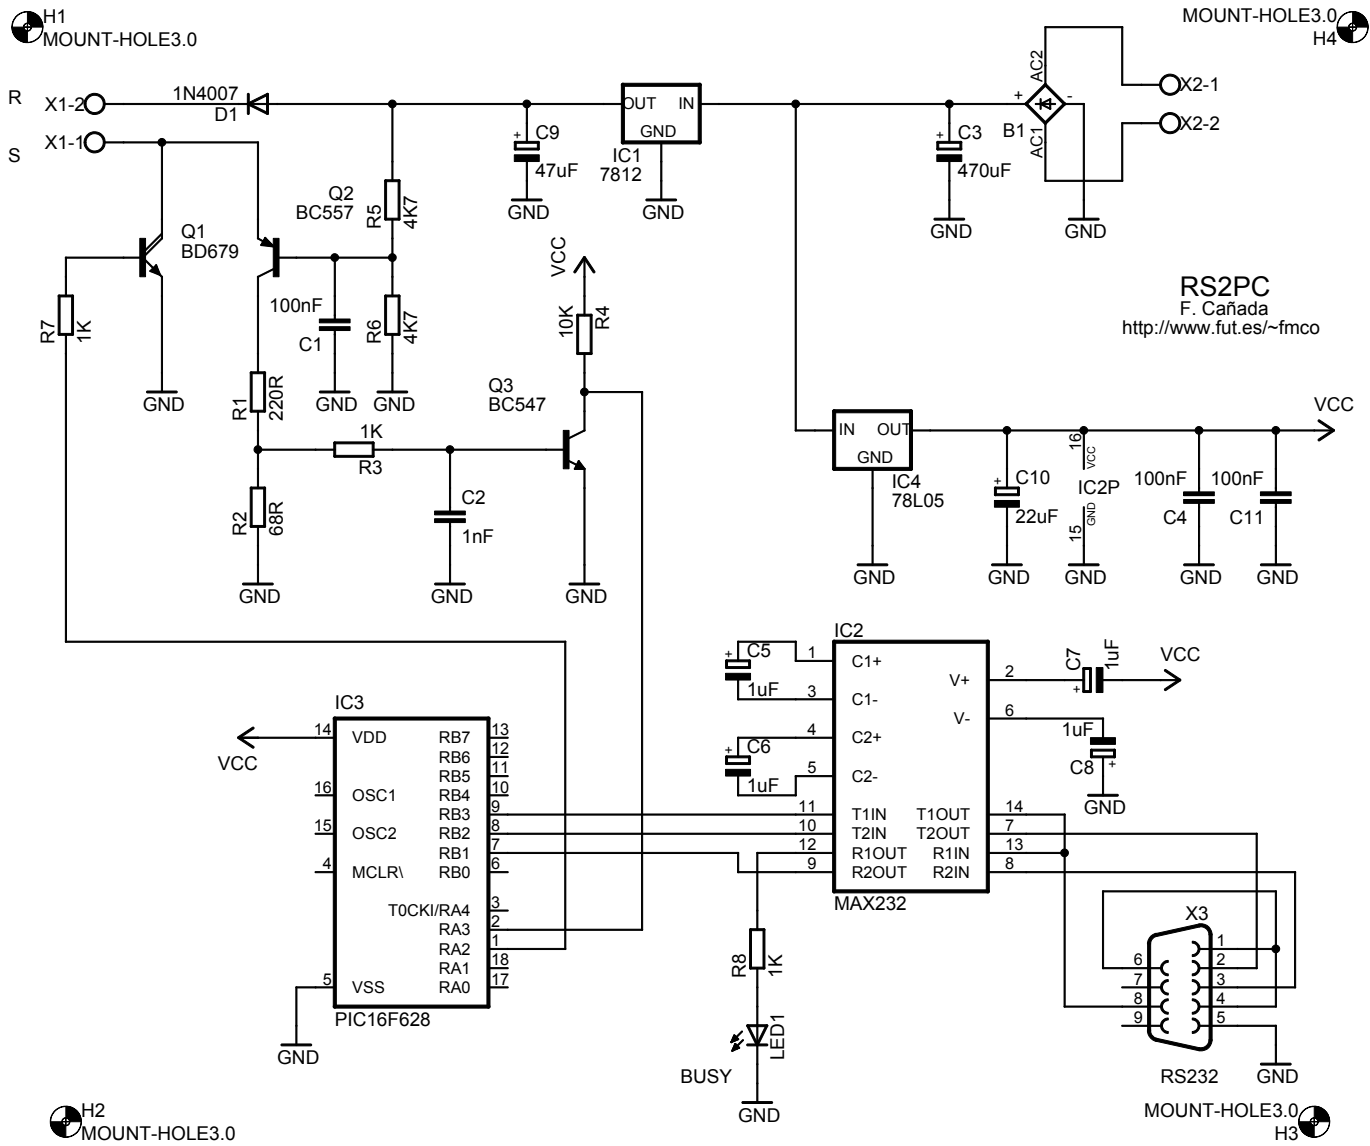 H1
MOUNT-HOLE3.0
MOUNT-HOLE3.0
H4
R
X1-2
1N4007
D1
S
X1-1
Q2
BC557
R5
4K7
+
C9
47uF
GND
OUT
IN
GND
IC1
7812
GND
+
C3
470uF
GND
+
-
B1
AC2
AC1
GND
X2-1
X2-2
Q1
BD679
R7
1K
GND
100nF
C1
GND
R6
4K7
GND
VCC
10K
R4
RS2PC
F. Cañada
http://www.fut.es/~fmco
R1
220R
1K
R3
Q3
BC547
R2
68R
GND
C2
1nF
GND
GND
IN
OUT
GND
IC4
78L05
GND
+
C10
22uF
GND
16
VCC
IC2P
15
GND
GND
100nF
C4
GND
100nF
C11
GND
VCC
IC2
+
C5
1uF
1
C1+
3
C1-
+
C6
1uF
4
C2+
5
C2-
V+
2
C7
1uF
+
VCC
V-
6
1uF
C8
+
GND
11
T1IN
T1OUT
14
10
T2IN
T2OUT
7
12
R1OUT
R1IN
13
9
R2OUT
R2IN
8
MAX232
IC3
VCC
14
VDD
RB7
13
RB6
12
RB5
11
16
OSC1
RB4
10
RB3
9
15
OSC2
RB2
8
RB1
7
4
MCLR\
RB0
6
T0CKI/RA4
3
RA3
2
RA2
1
RA1
18
5
VSS
RA0
17
PIC16F628
GND
R8
1K
LED1
BUSY
GND
X3
1
6
2
7
3
8
4
9
5
RS232
GND
H2
MOUNT-HOLE3.0
MOUNT-HOLE3.0
H3